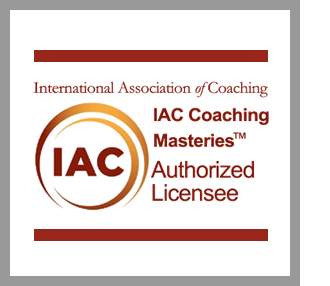 International Association of Coaching
IAC
IAC Coaching
Masteries™
Authorized
Licensee